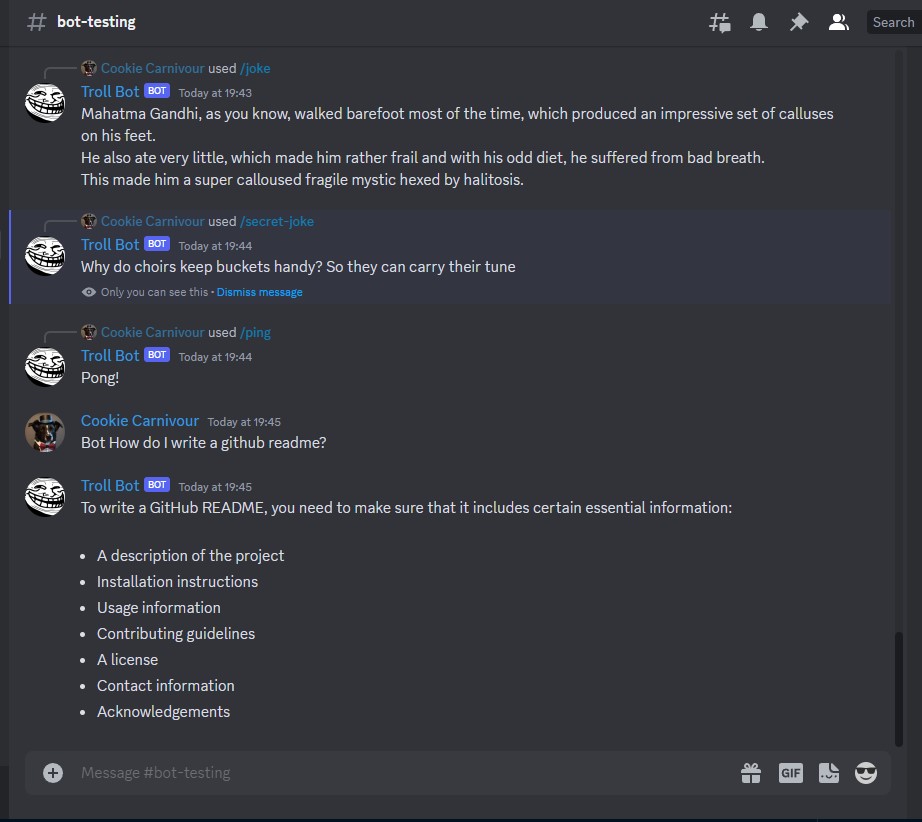 # bot-testing
Search
Cookie Carnivour used /joke
Troll Bot BOT Today at 19:43
Mahatma Gandhi, as you know, walked barefoot most of the time, which produced an impressive set of calluses
on his feet.
He also ate very little, which made him rather frail and with his odd diet, he suffered from bad breath.
This made him a super calloused fragile mystic hexed by halitosis.
Cookie Carnivour used /secret-joke
Troll Bot BOT Today at 19:44
Why do choirs keep buckets handy? So they can carry their tune
Only you can see this • Dismiss message
Cookie Carnivour used /ping
Troll Bot BOT Today at 19:44
Pong!
Cookie Carnivour Today at 19:45
Bot How do I write a github readme?
Troll Bot BOT Today at 19:45
To write a GitHub README, you need to make sure that it includes certain essential information:
• A description of the project
• Installation instructions
• Usage information
• Contributing guidelines
• A license
• Contact information
• Acknowledgements
Message #bot-testing
GIF